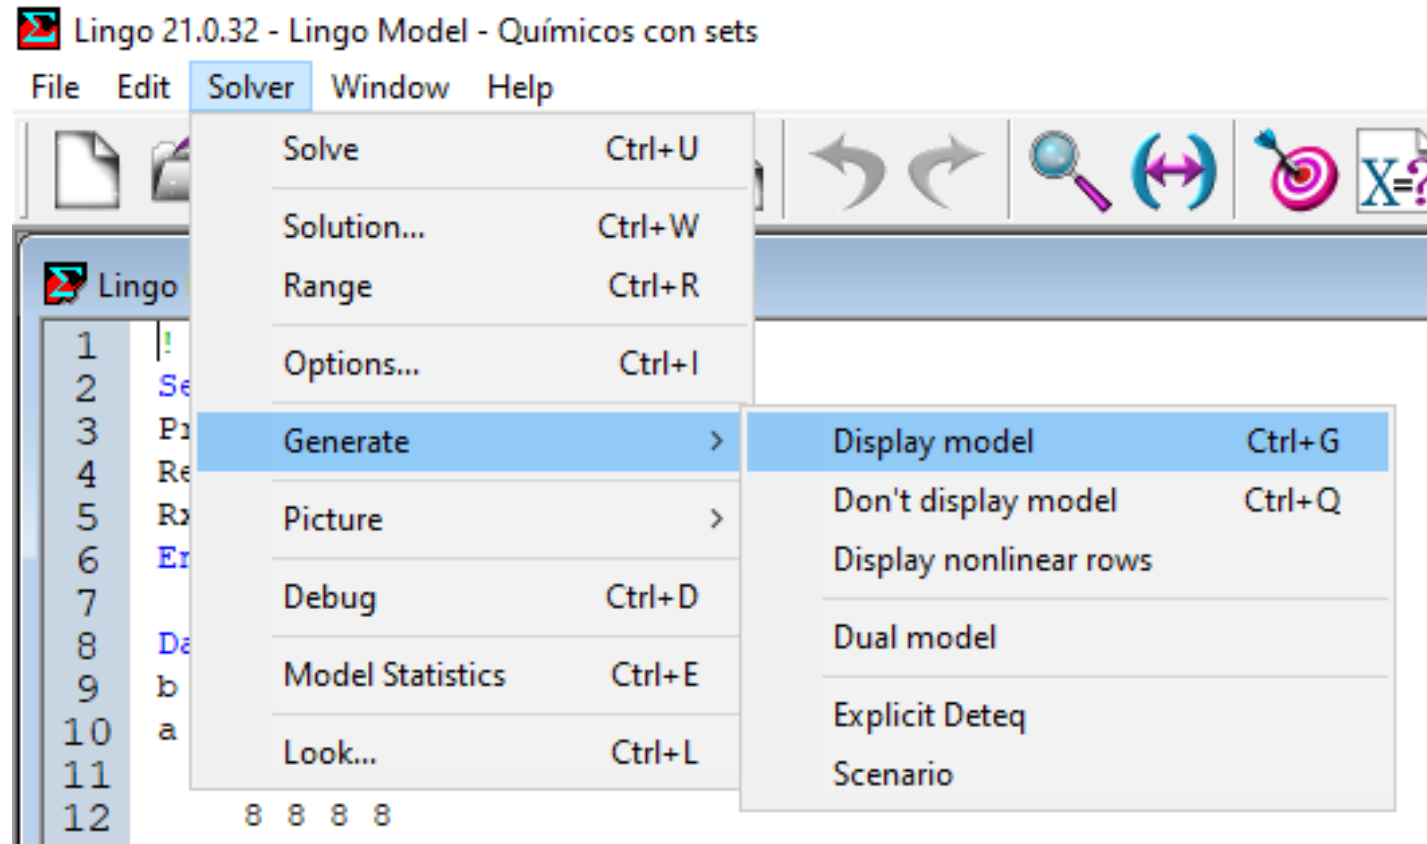 Lingo 21.0.32 - Lingo Model - Químicos con sets
File Edit Solver Window Help
X=?
Solve Ctrl+U
Solution... Ctrl+W
Range Ctrl+R
Options... Ctrl+I
Generate > Display model Ctrl+G
Don't display model Ctrl+Q
Display nonlinear rows
Picture >
Debug Ctrl+D
Dual model
Model Statistics Ctrl+E
Explicit Deteq
Look... Ctrl+L
Scenario
Lingo
1 !
2 Se
3 Pr
4 Re
5 Rx
6 En
7
8 Da
9 b
10 a
11
12 8 8 8 8